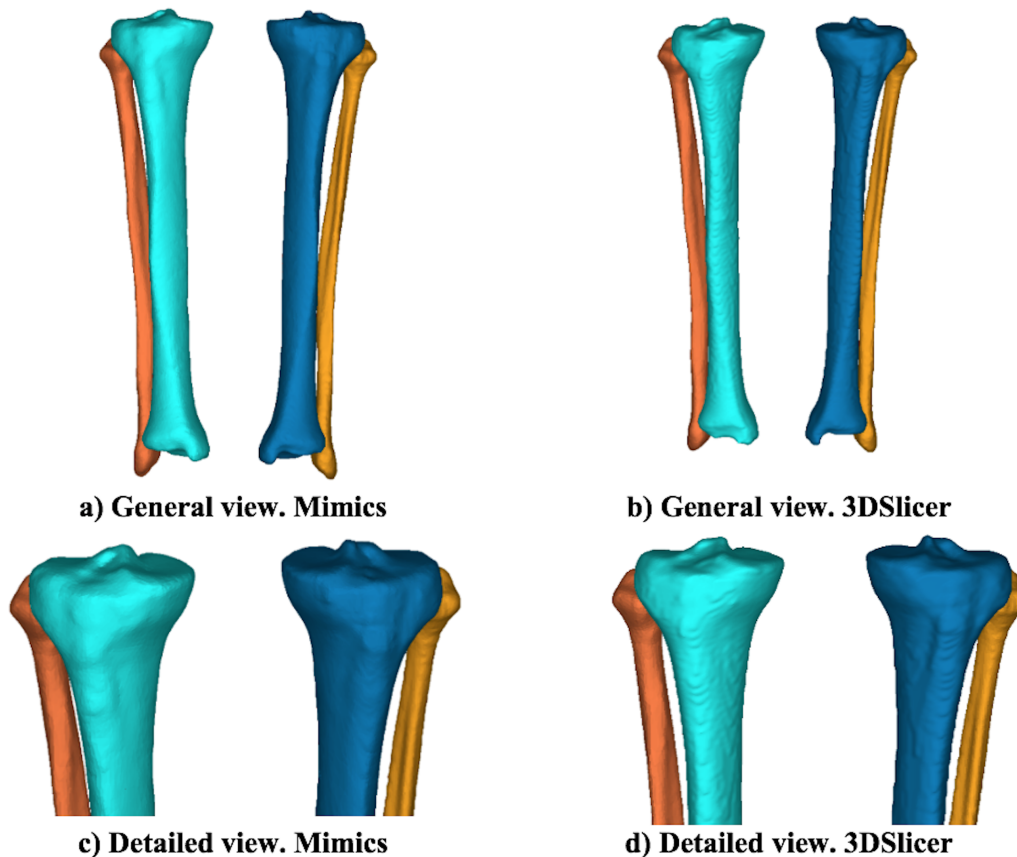 a) General view. Mimics
b) General view. 3DSlicer
c) Detailed view. Mimics
d) Detailed view. 3DSlicer